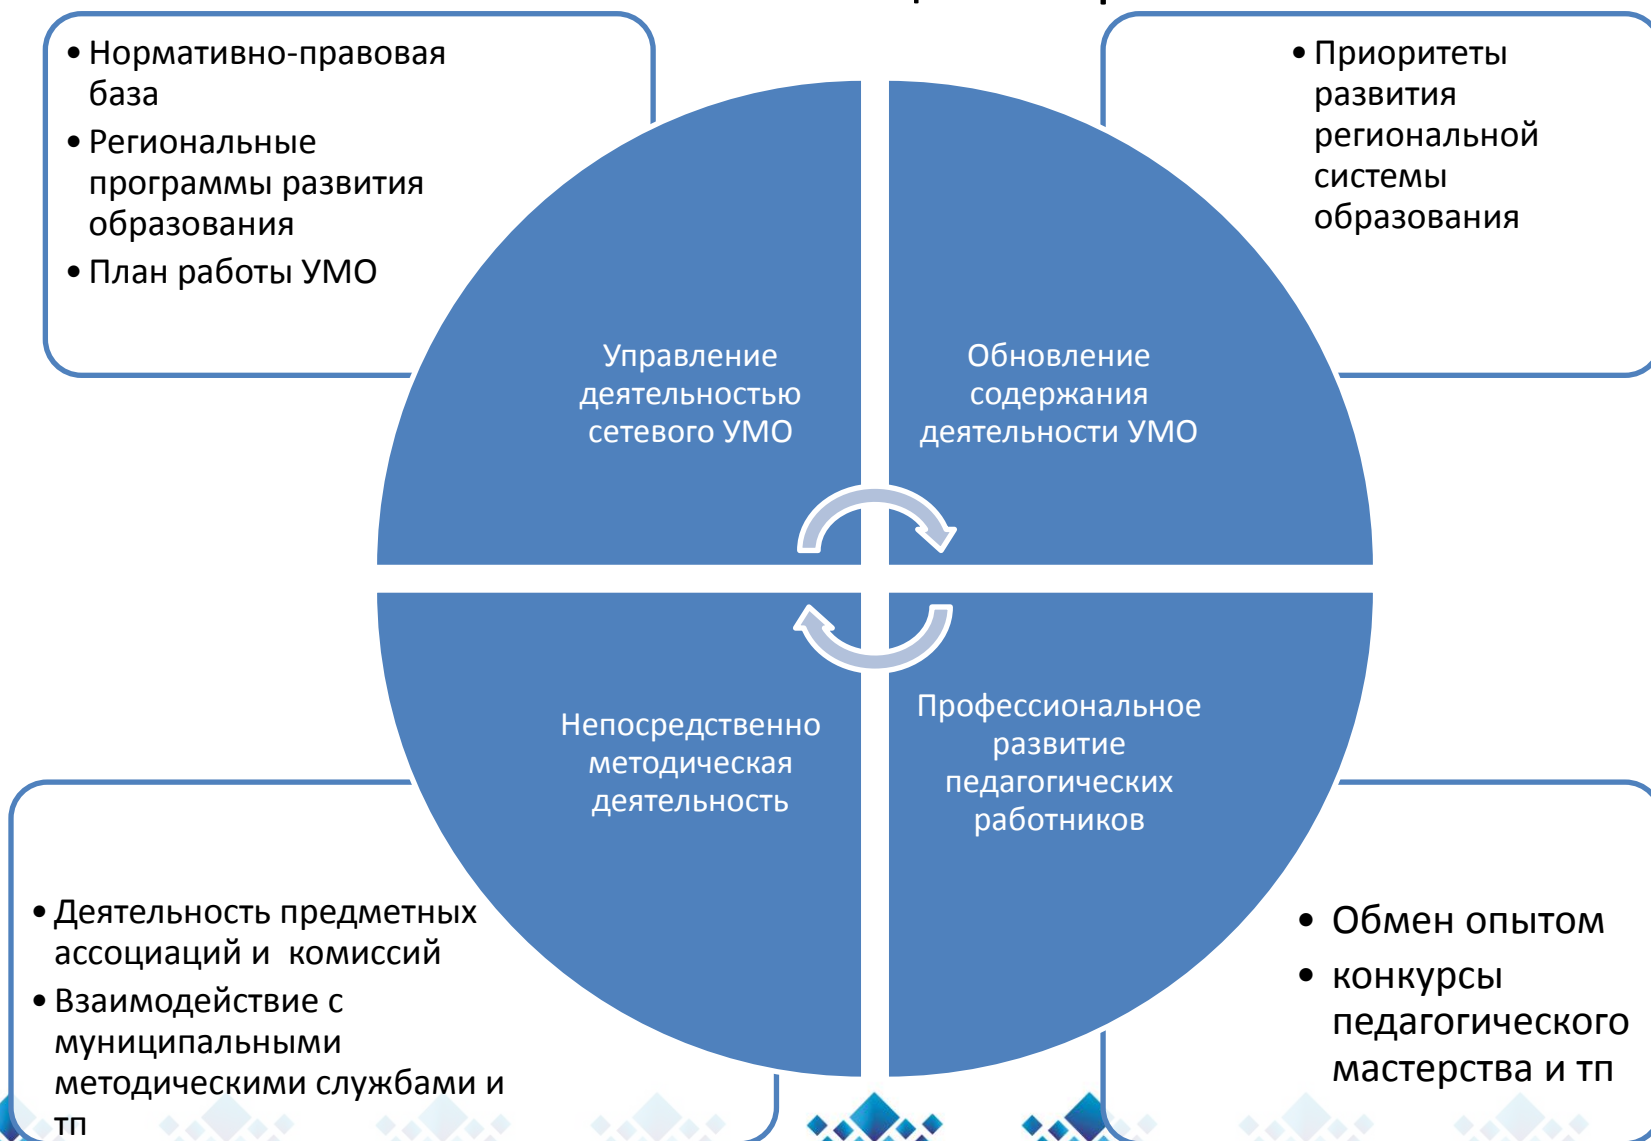 • Нормативно-правовая
база
• Региональные
программы развития
образования
• План работы УМО
• Приоритеты
развития
региональной
системы
образования
Управление
деятельностью
сетевого УМО
Обновление
содержания
деятельности УМО
Непосредственно
методическая
деятельность
Профессиональное
развитие
педагогических
работников
• Деятельность предметных
ассоциаций и комиссий
• Взаимодействие с
муниципальными
методическими службами и
тп
• Обмен опытом
• конкурсы
педагогического
мастерства и тп